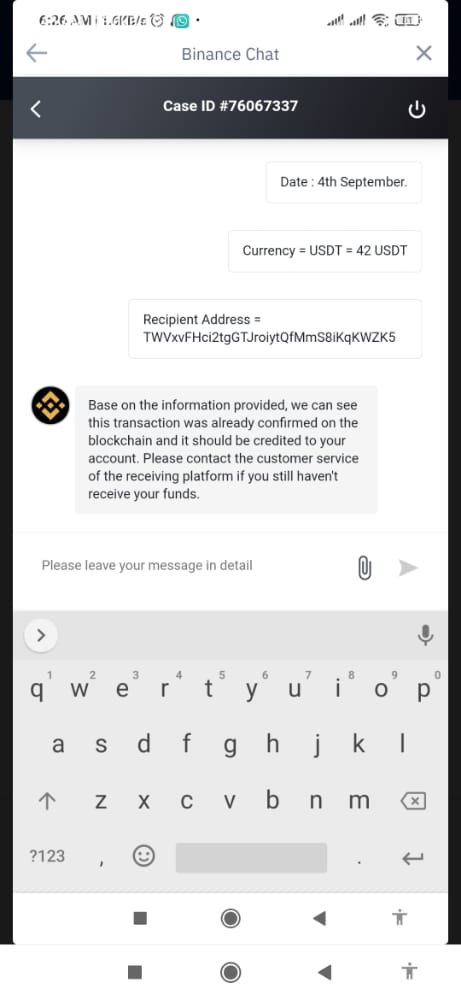 6:26 AM | 1.6KB/s
Binance Chat
Case ID #76067337
Date : 4th September.
Currency = USDT = 42 USDT
Recipient Address =
TWVxvFHci2tgGTJroiytQfMmS8iKqKWZK5
Base on the information provided, we can see
this transaction was already confirmed on the
blockchain and it should be credited to your
account. Please contact the customer service
of the receiving platform if you still haven't
receive your funds.
Please leave your message in detail
1 2 3 4 5 6 7 8 9 0
q w e r t y u i o p
a s d f g h j k l
z x c v b n m
?123 , .